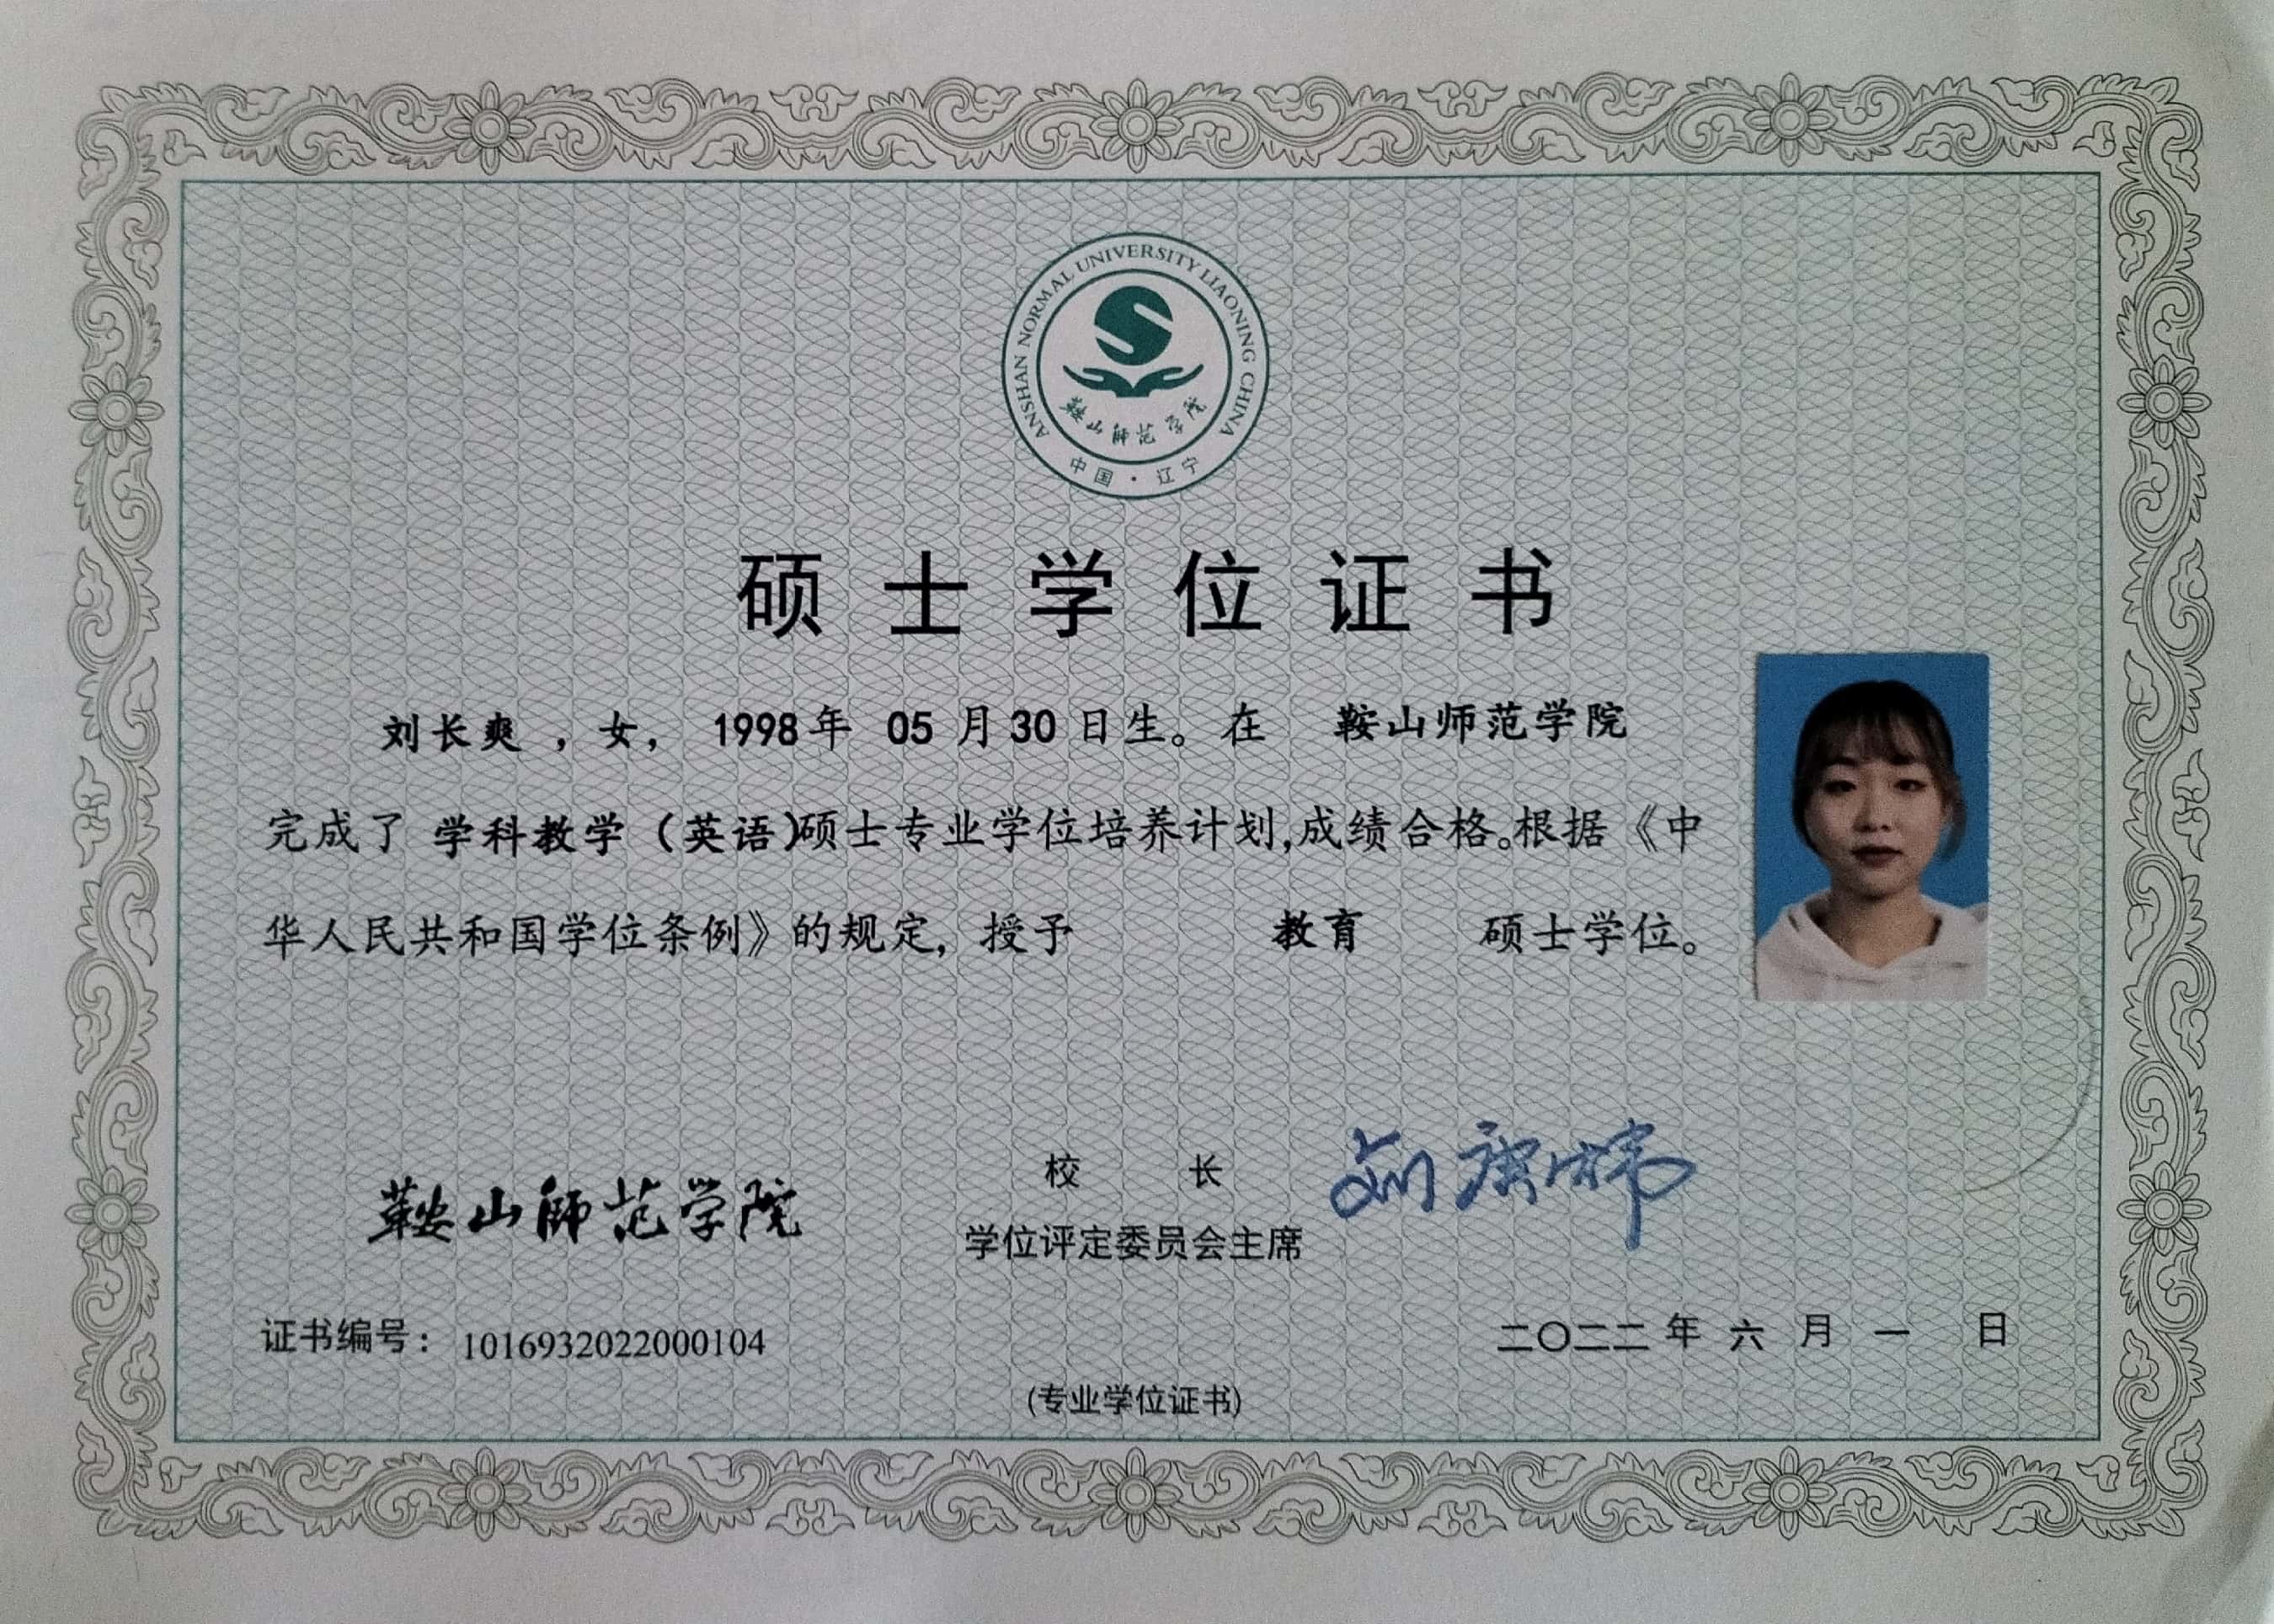 ANSHAN NORMAL UNIVERSITY LIAONING CHINA
鞍山師范学院
中国·辽宁
硕士学位证书
刘长爽 ，女， 1998年 05月30日生。在 鞍山师范学院
完成了 学科教学（英语）硕士专业学位培养计划，成绩合格。根据《中
华人民共和国学位条例》的规定，授予 教育 硕士学位。
鞍山師范学院
校 长
学位评定委员会主席
证书编号： 1016932022000104
二〇二二年 六 月 一 日
(专业学位证书)